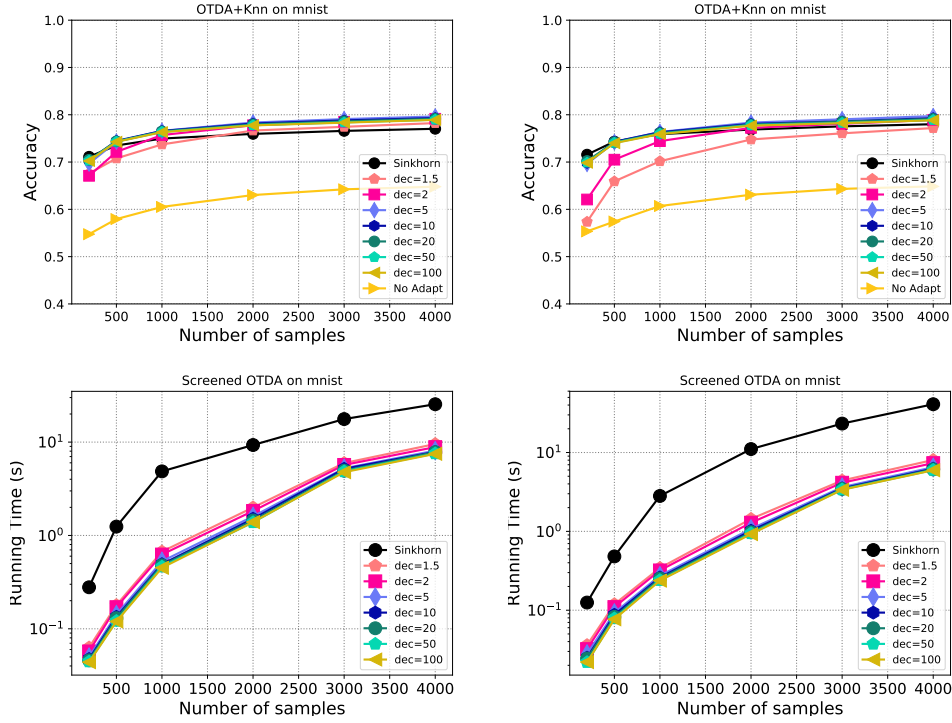 OTDA+Knn on mnist
Accuracy
1.0
0.9
0.8
0.7
0.6
0.5
0.4
Sinkhorn
dec=1.5
dec=2
dec=5
dec=10
dec=20
dec=50
dec=100
No Adapt
500 1000 1500 2000 2500 3000 3500 4000
Number of samples
OTDA+Knn on mnist
Accuracy
1.0
0.9
0.8
0.7
0.6
0.5
0.4
Sinkhorn
dec=1.5
dec=2
dec=5
dec=10
dec=20
dec=50
dec=100
No Adapt
500 1000 1500 2000 2500 3000 3500 4000
Number of samples
Screened OTDA on mnist
Running Time (s)
10¹
10⁰
10⁻¹
Sinkhorn
dec=1.5
dec=2
dec=5
dec=10
dec=20
dec=50
dec=100
500 1000 1500 2000 2500 3000 3500 4000
Number of samples
Screened OTDA on mnist
Running Time (s)
10¹
10⁰
10⁻¹
Sinkhorn
dec=1.5
dec=2
dec=5
dec=10
dec=20
dec=50
dec=100
500 1000 1500 2000 2500 3000 3500 4000
Number of samples